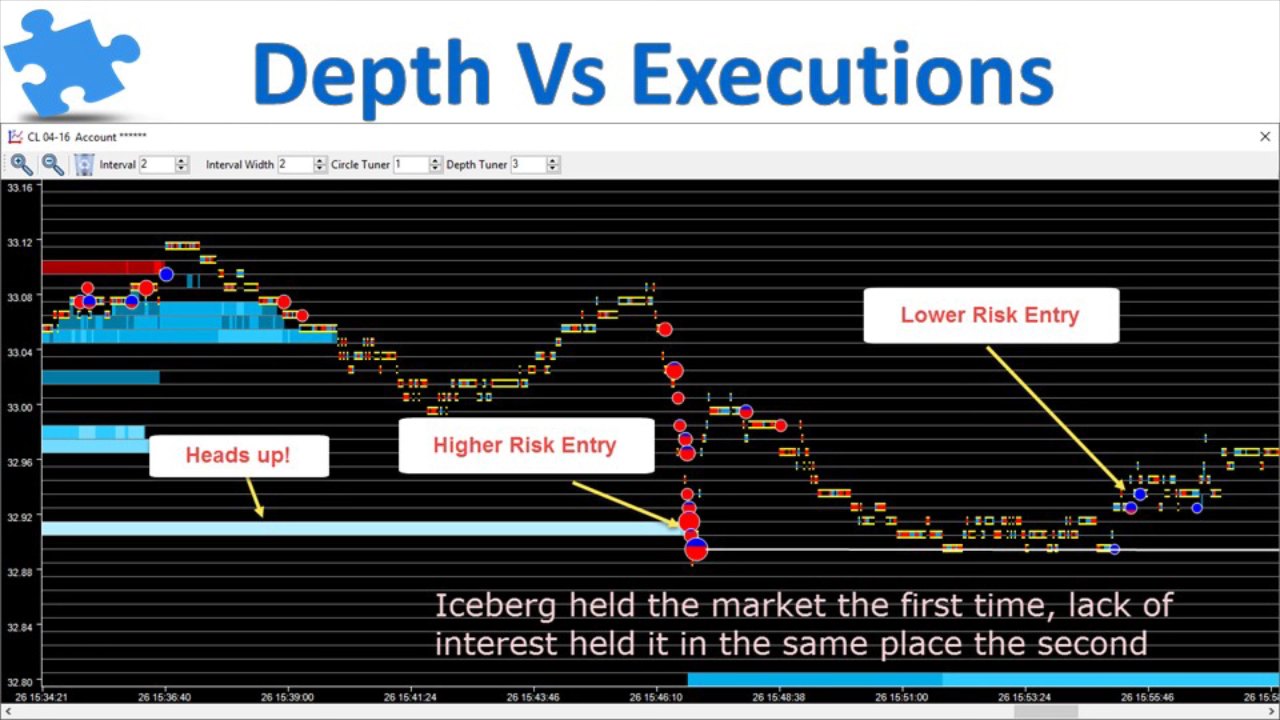 Depth Vs Executions
CL 04-16 Account ******
Interval 2 Interval Width 2 Circle Tuner 1 Depth Tuner 3
33.16
33.12
33.08
33.04
33.00
32.96
32.92
32.88
32.84
32.80
Lower Risk Entry
Higher Risk Entry
Heads up!
Iceberg held the market the first time, lack of
interest held it in the same place the second
26 15:34:21 26 15:36:40 26 15:39:00 26 15:41:24 26 15:43:46 26 15:46:10 26 15:48:38 26 15:51:00 26 15:53:24 26 15:55:46